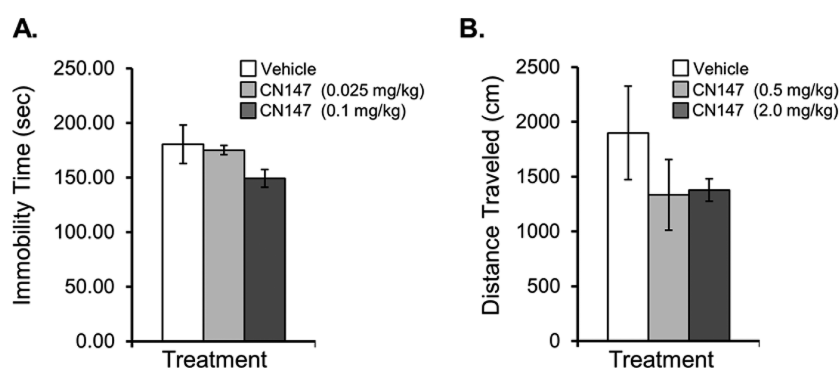 A.
Immobility Time (sec)
250.00
200.00
150.00
100.00
50.00
0.00
Vehicle
CN147 (0.025 mg/kg)
CN147 (0.1 mg/kg)
Treatment
B.
Distance Traveled (cm)
2500
2000
1500
1000
500
0
Vehicle
CN147 (0.5 mg/kg)
CN147 (2.0 mg/kg)
Treatment